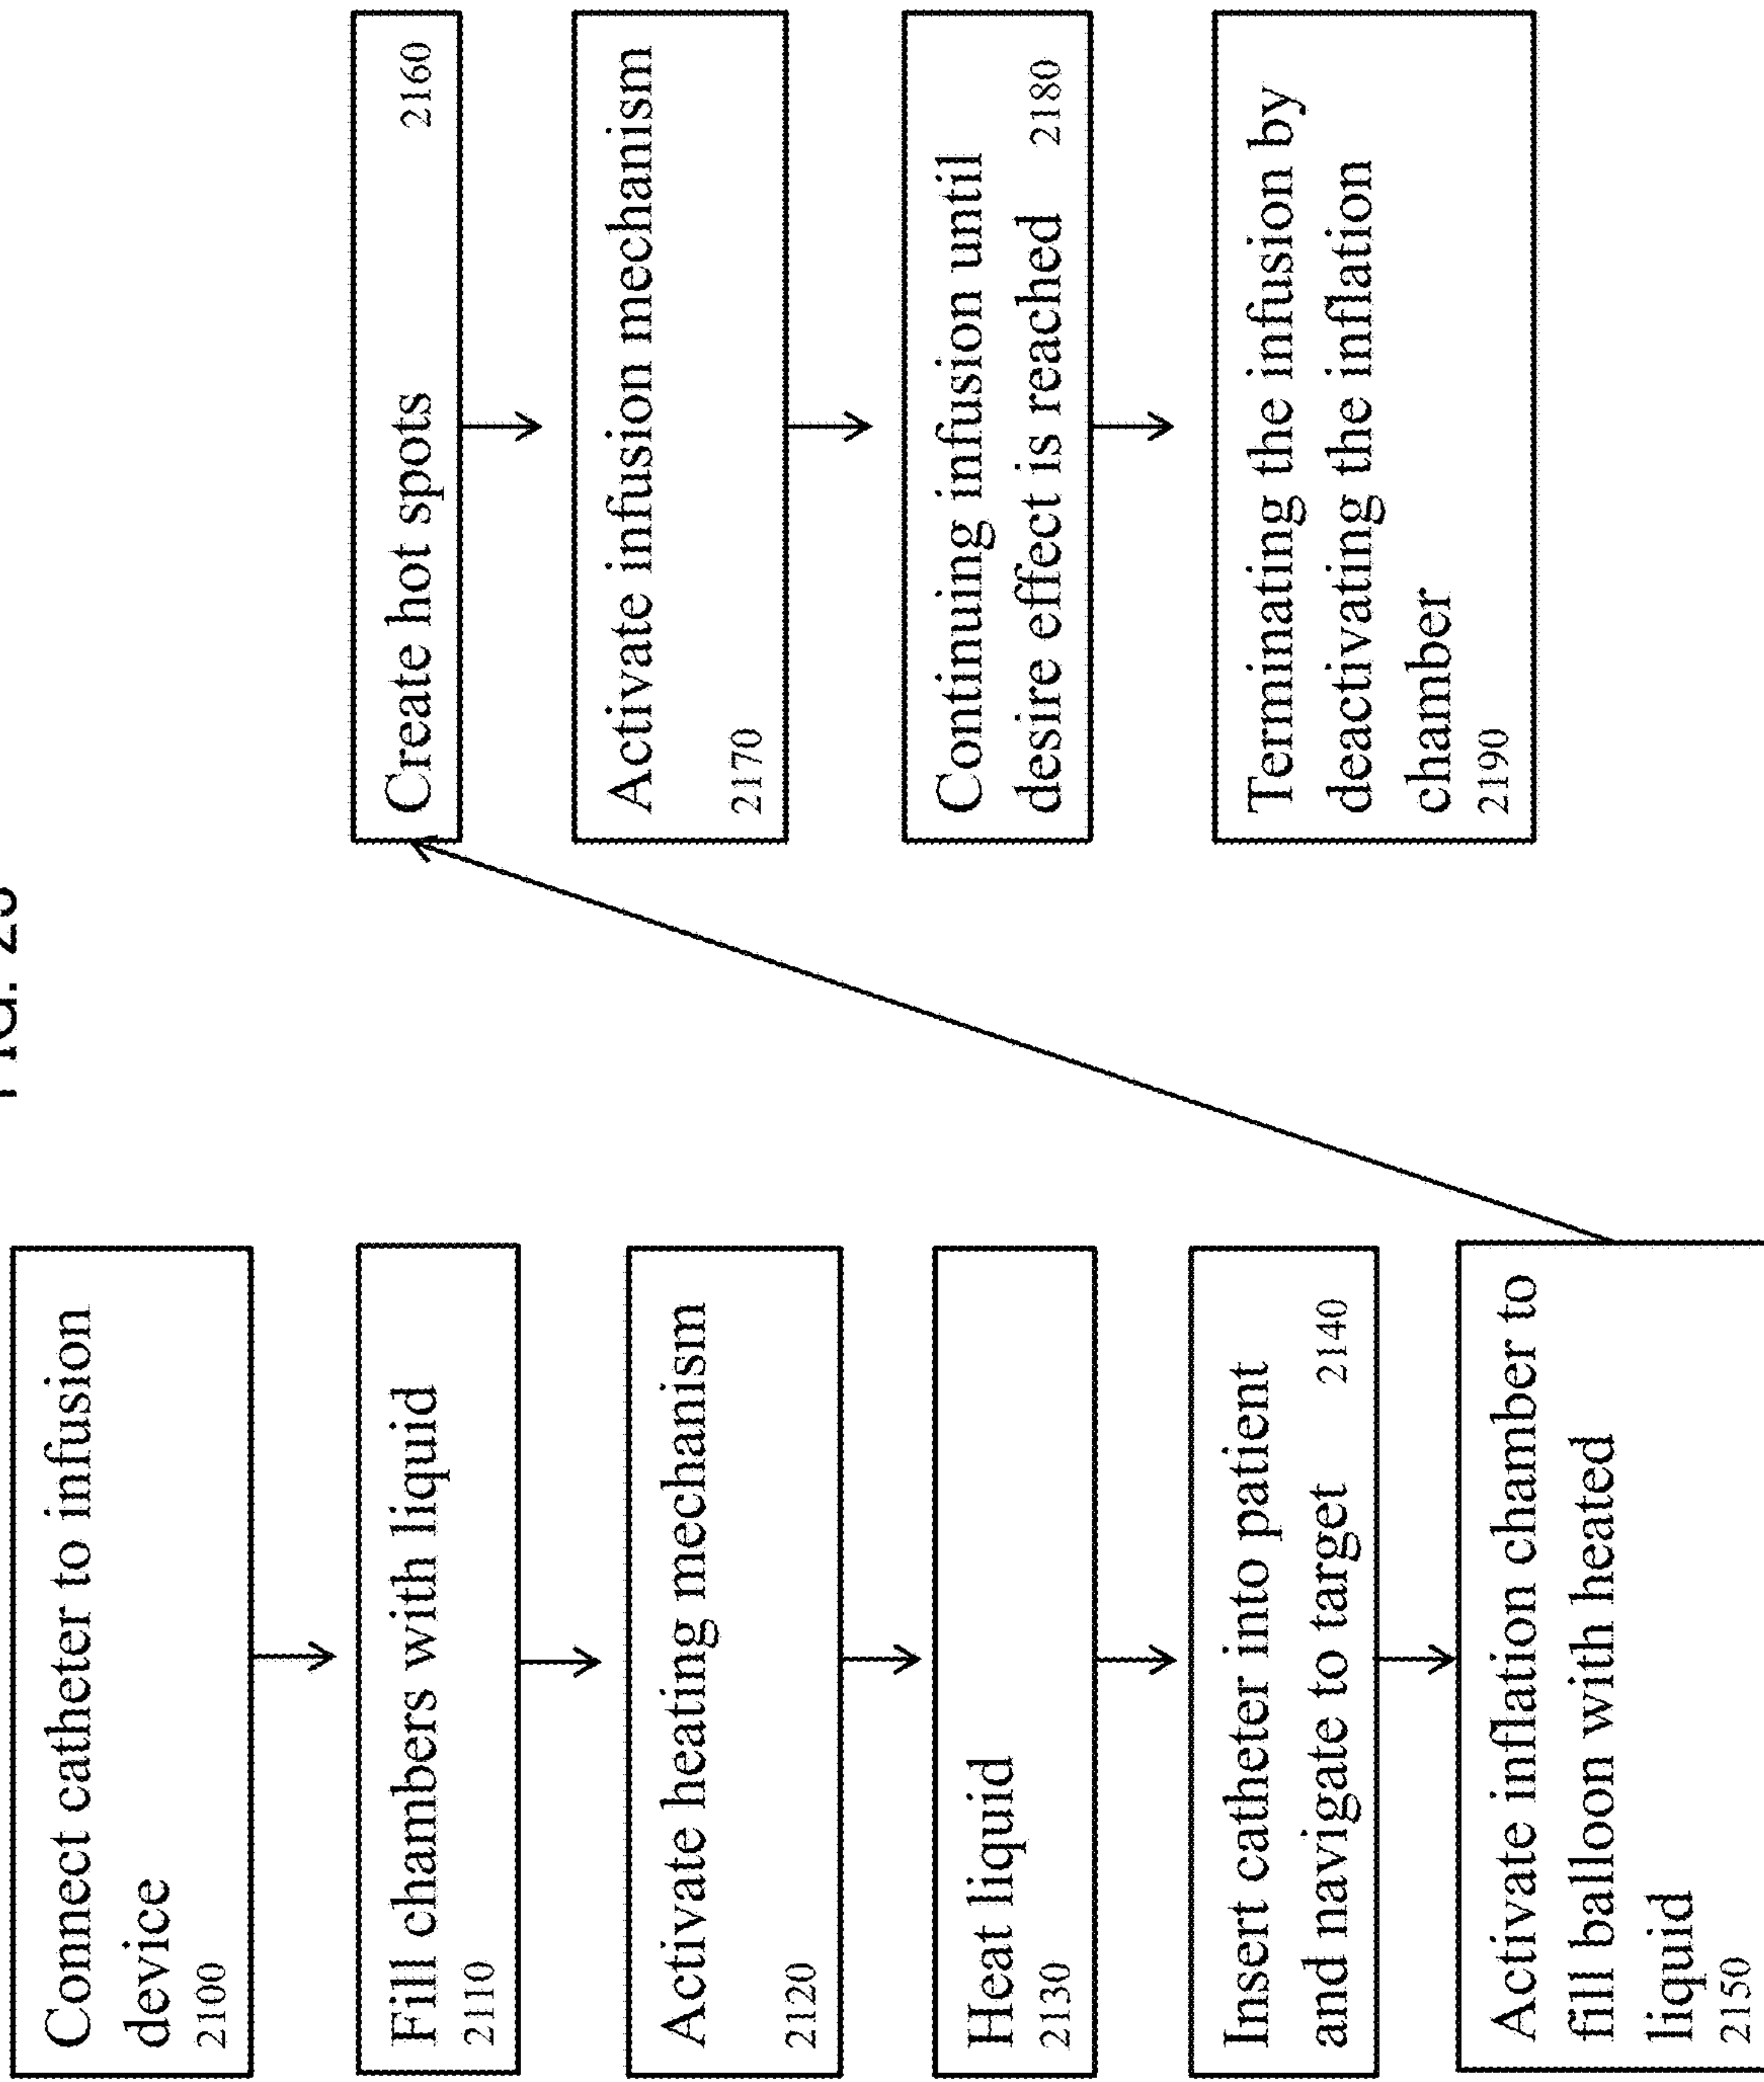 FIG.
Connect catheter to infusion
device
2100
Fill chambers with liquid
2110
Activate heating mechanism
2120
Heat liquid
2130
Insert catheter into patient
and navigate to target 2140
Activate inflation chamber to
fill balloon with heated
liquid
2150
Create hot spots 2160
Activate infusion mechanism
2170
Continuing infusion until
desire effect is reached 2180
Terminating the infusion by
deactivating the inflation
chamber
2190